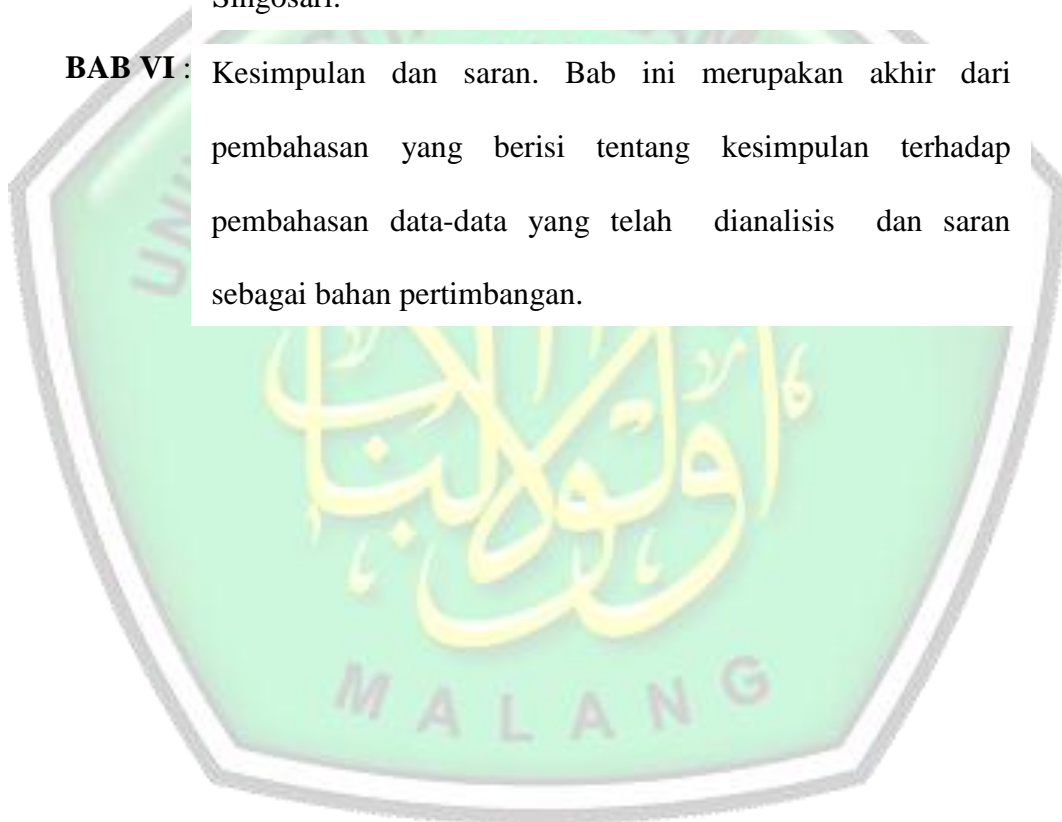 Singosari.
BAB VI : Kesimpulan dan saran. Bab ini merupakan akhir dari
pembahasan yang berisi tentang kesimpulan terhadap
pembahasan data-data yang telah dianalisis dan saran
sebagai bahan pertimbangan.
MALANG